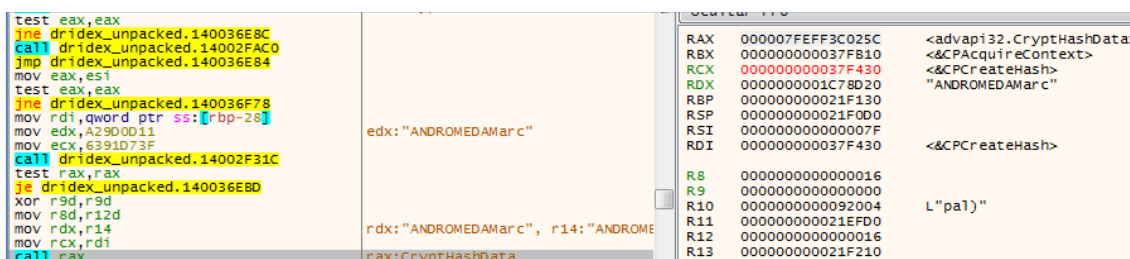 test eax,eax
jne dridex_unpacked.140036E8C
call dridex_unpacked.14002FAC0
jmp dridex_unpacked.140036E84
mov eax,esi
test eax,eax
jne dridex_unpacked.140036F78
mov rdi,qword ptr ss:[rbp-28]
mov edx,A29D0D11 edx:"ANDROMEDAMarc"
mov ecx,6391D73F
call dridex_unpacked.14002F31C
test rax,rax
je dridex_unpacked.140036EBD
xor r9d,r9d
mov r8d,r12d
mov rdx,r14 rdx:"ANDROMEDAMarc", r14:"ANDROME
mov rcx,rdi
call rax rax:CryptHashData
RAX 000007FEFF3C025C <advapi32.CryptHashData
RBX 000000000037FB10 <&CPAcquireContext>
RCX 000000000037F430 <&CPCreateHash>
RDX 0000000001C78D20 "ANDROMEDAMarc"
RBP 000000000021F130
RSP 000000000021F0D0
RSI 000000000000007F
RDI 000000000037F430 <&CPCreateHash>
R8 0000000000000016
R9 0000000000000000
R10 0000000000092004 L"pal)"
R11 000000000021EFD0
R12 0000000000000016
R13 000000000021F210